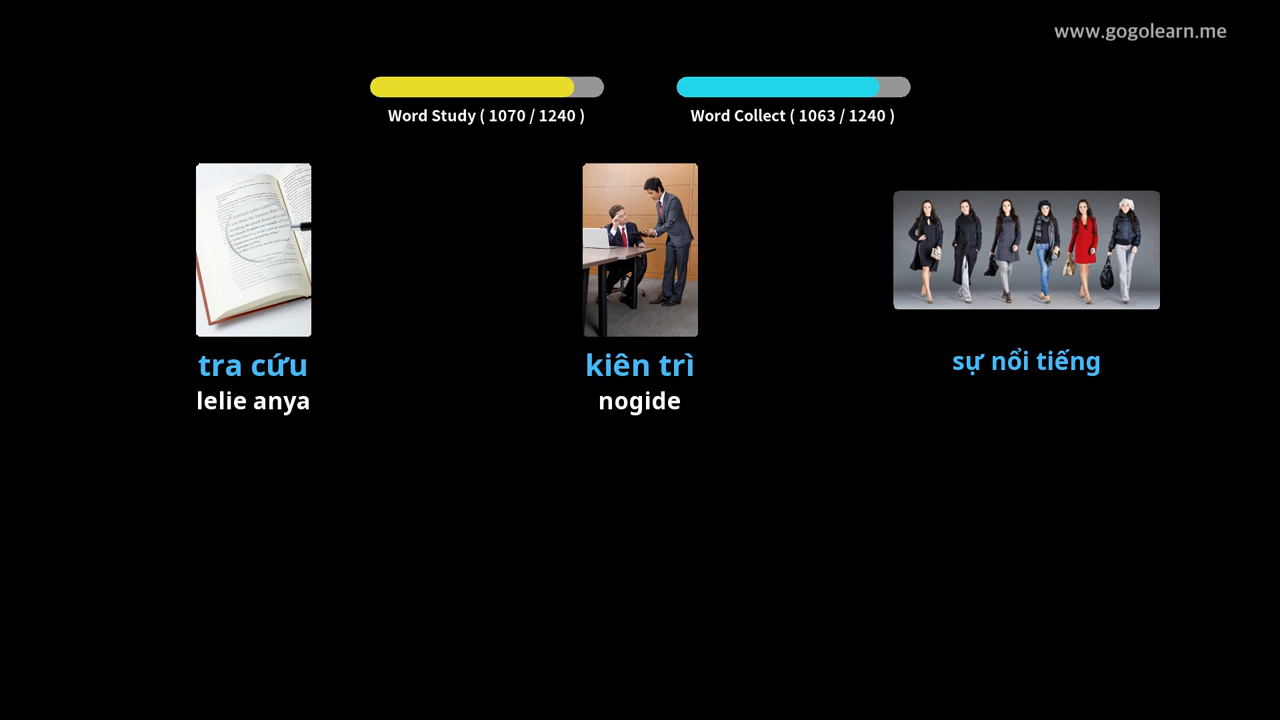 www.gogolearn.me
Word Study ( 1070 / 1240 )
Word Collect ( 1063 / 1240 )
tra cứu
lelie anya
kiên trì
nogide
sự nổi tiếng